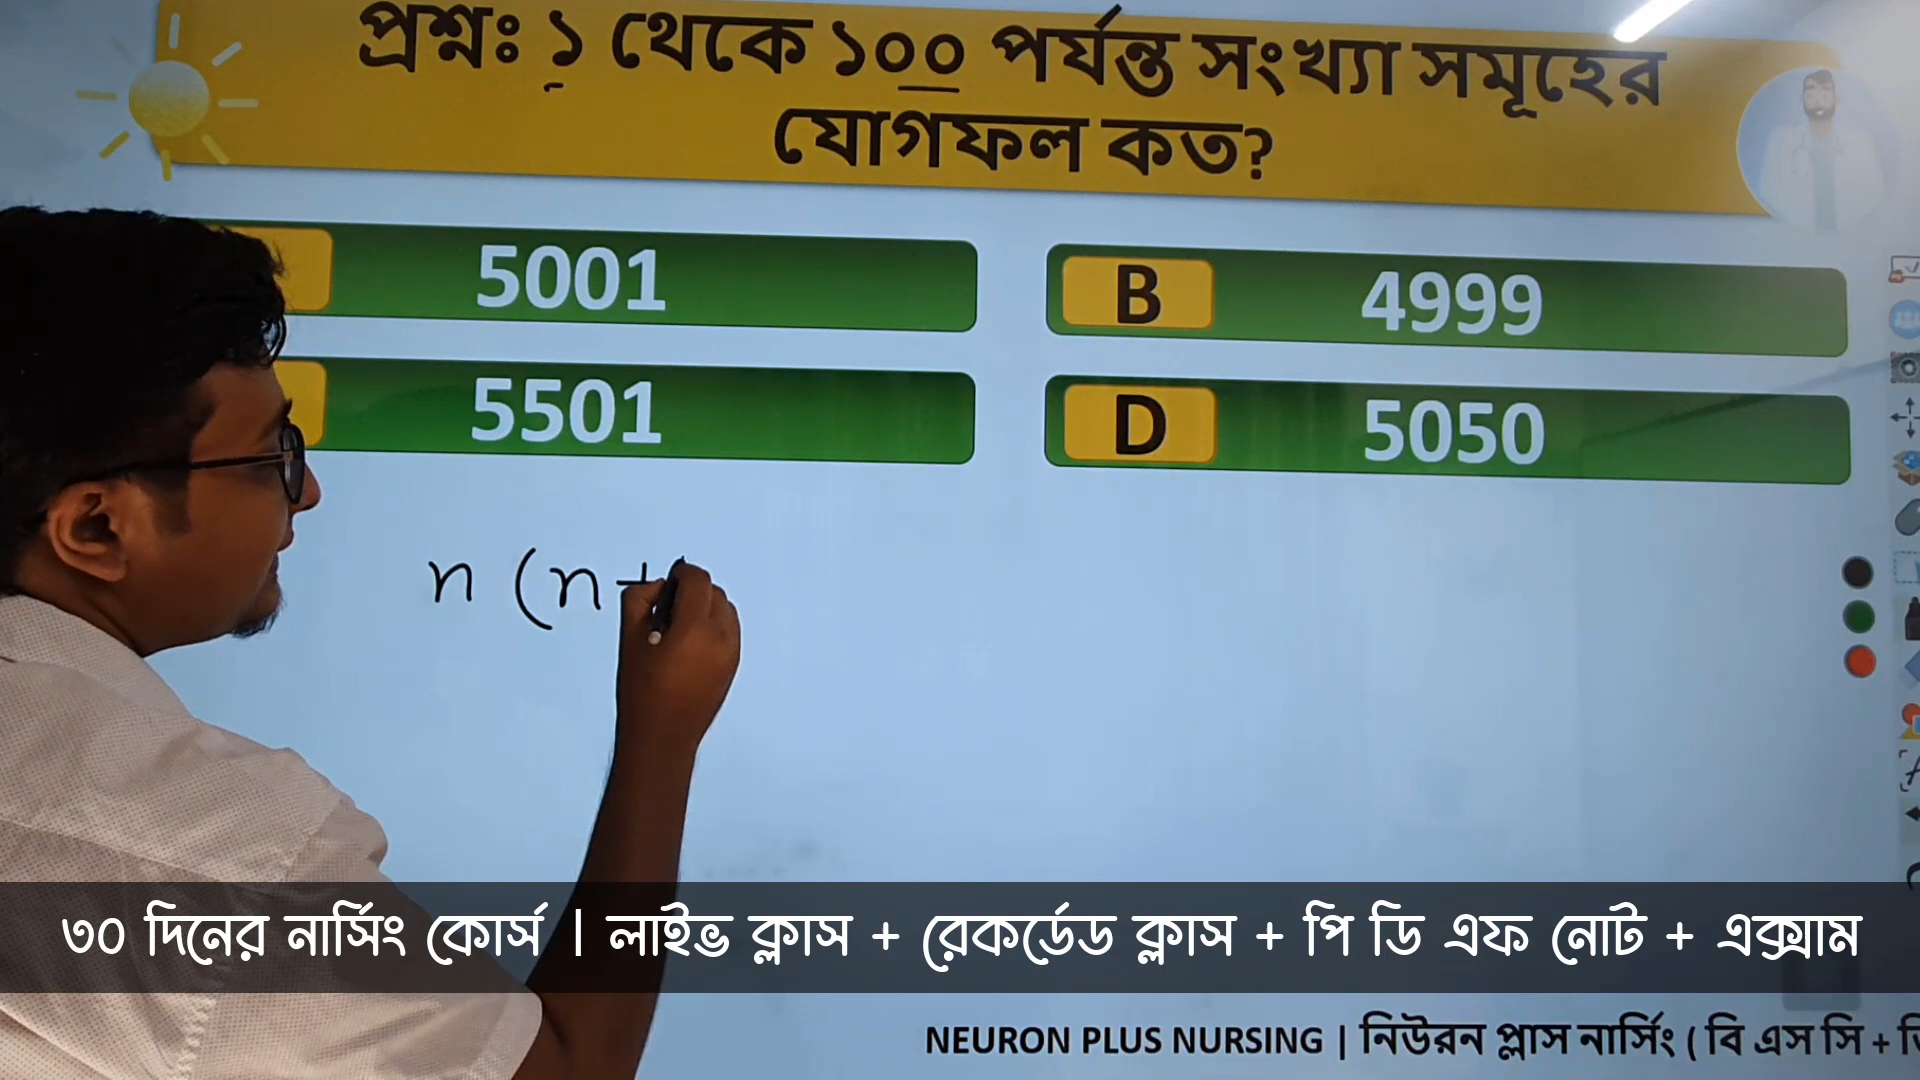 প্রশ্নঃ ১ থেকে ১০০ পর্যন্ত সংখ্যা সমূহের
যোগফল কত?
5001
B 4999
5501
D 5050
n (n+
৩০ দিনের নার্সিং কোর্স | লাইভ ক্লাস + রেকর্ডেড ক্লাস + পি ডি এফ নোট + এক্সাম
NEURON PLUS NURSING | নিউরন প্লাস নার্সিং ( বি এস সি +